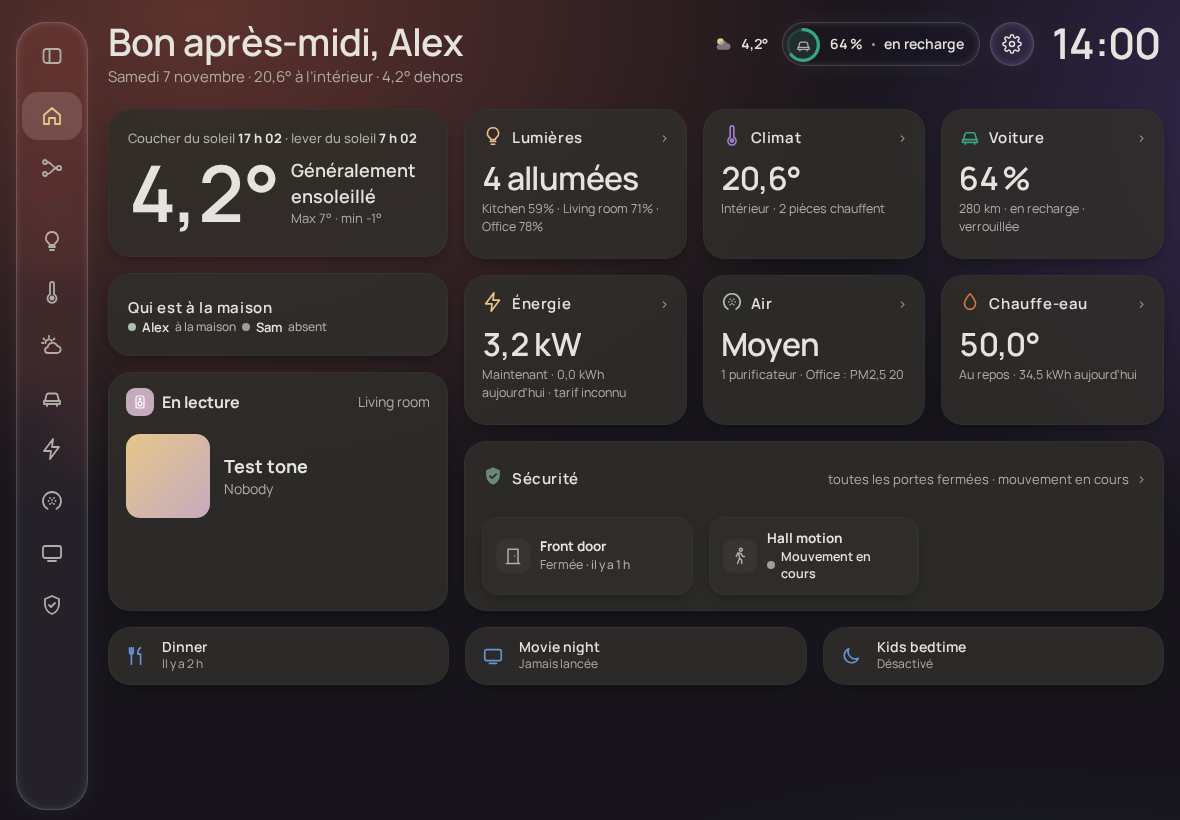 Bon après-midi, Alex
Samedi 7 novembre · 20,6° à l'intérieur · 4,2° dehors
4,2°
64 % • en recharge
14:00
Coucher du soleil 17 h 02 · lever du soleil 7 h 02
4,2°
Généralement
ensoleillé
Max 7° · min -1°
Lumières
4 allumées
Kitchen 59% · Living room 71% ·
Office 78%
Climat
20,6°
Intérieur · 2 pièces chauffent
Voiture
64 %
280 km · en recharge ·
verrouillée
Qui est à la maison
Alex à la maison Sam absent
Énergie
3,2 kW
Maintenant · 0,0 kWh
aujourd'hui · tarif inconnu
Air
Moyen
1 purificateur · Office : PM2,5 20
Chauffe-eau
50,0°
Au repos · 34,5 kWh aujourd'hui
En lecture
Living room
Test tone
Nobody
Sécurité
toutes les portes fermées · mouvement en cours
Front door
Fermée · il y a 1 h
Hall motion
Mouvement en
cours
Dinner
Il y a 2 h
Movie night
Jamais lancée
Kids bedtime
Désactivé